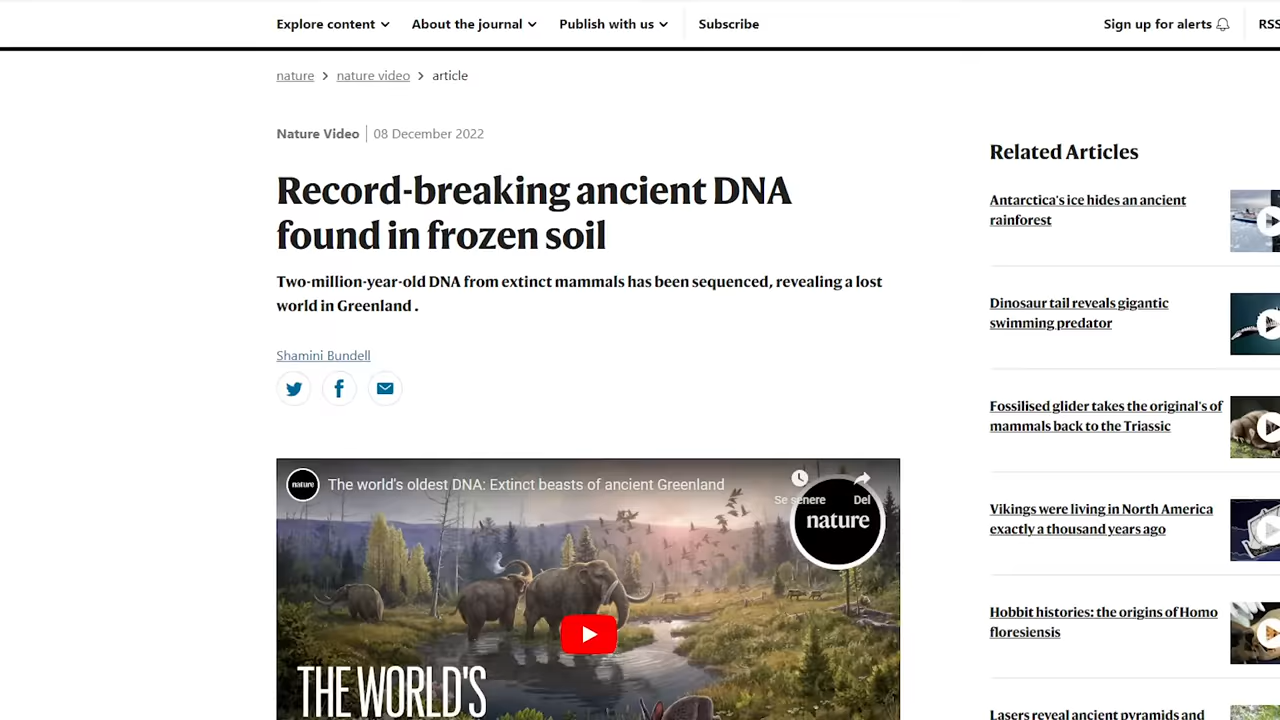 Explore content About the journal Publish with us Subscribe Sign up for alerts RSS
nature > nature video > article
Nature Video 08 December 2022
Record-breaking ancient DNA
found in frozen soil
Two-million-year-old DNA from extinct mammals has been sequenced, revealing a lost
world in Greenland .
Shamini Bundell
nature The world's oldest DNA: Extinct beasts of ancient Greenland
Se senere Del
nature
THE WORLD'S
Related Articles
Antarctica's ice hides an ancient
rainforest
Dinosaur tail reveals gigantic
swimming predator
Fossilised glider takes the original's of
mammals back to the Triassic
Vikings were living in North America
exactly a thousand years ago
Hobbit histories: the origins of Homo
floresiensis
Lasers reveal ancient pyramids and